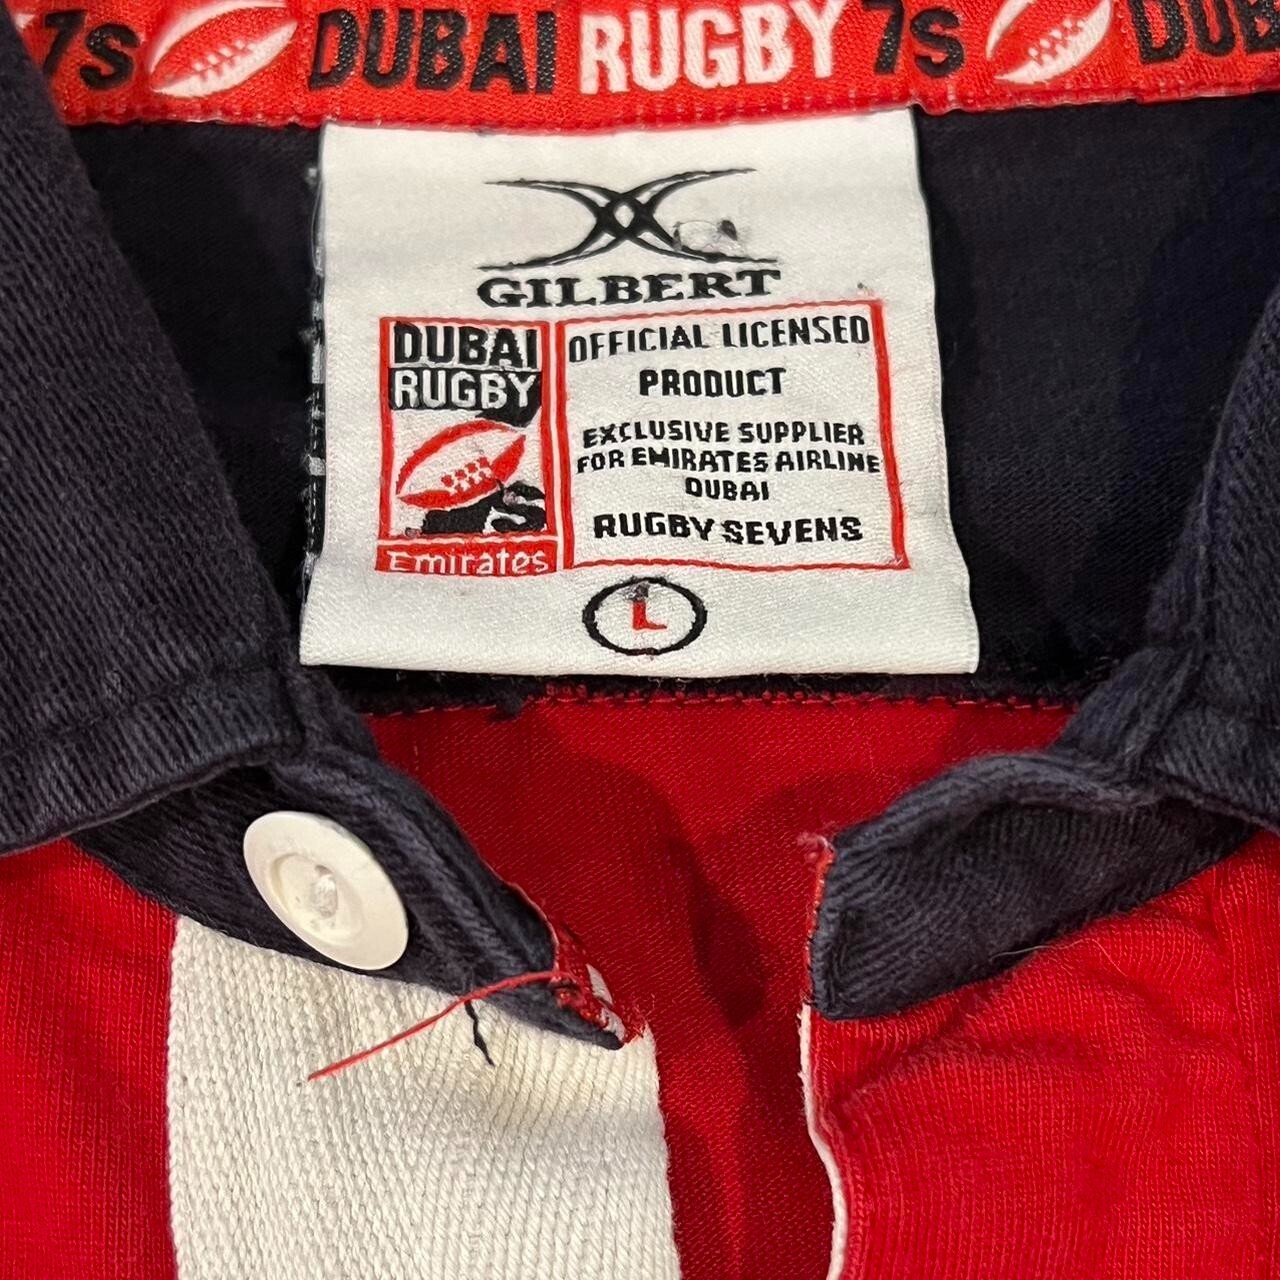 7S DUBAI RUGBY 7S DUB
GILBERT
DUBAI
RUGBY
7S
Emirates
OFFICIAL LICENSED
PRODUCT
EXCLUSIVE SUPPLIER
FOR EMIRATES AIRLINE
DUBAI
RUGBY SEVENS
L